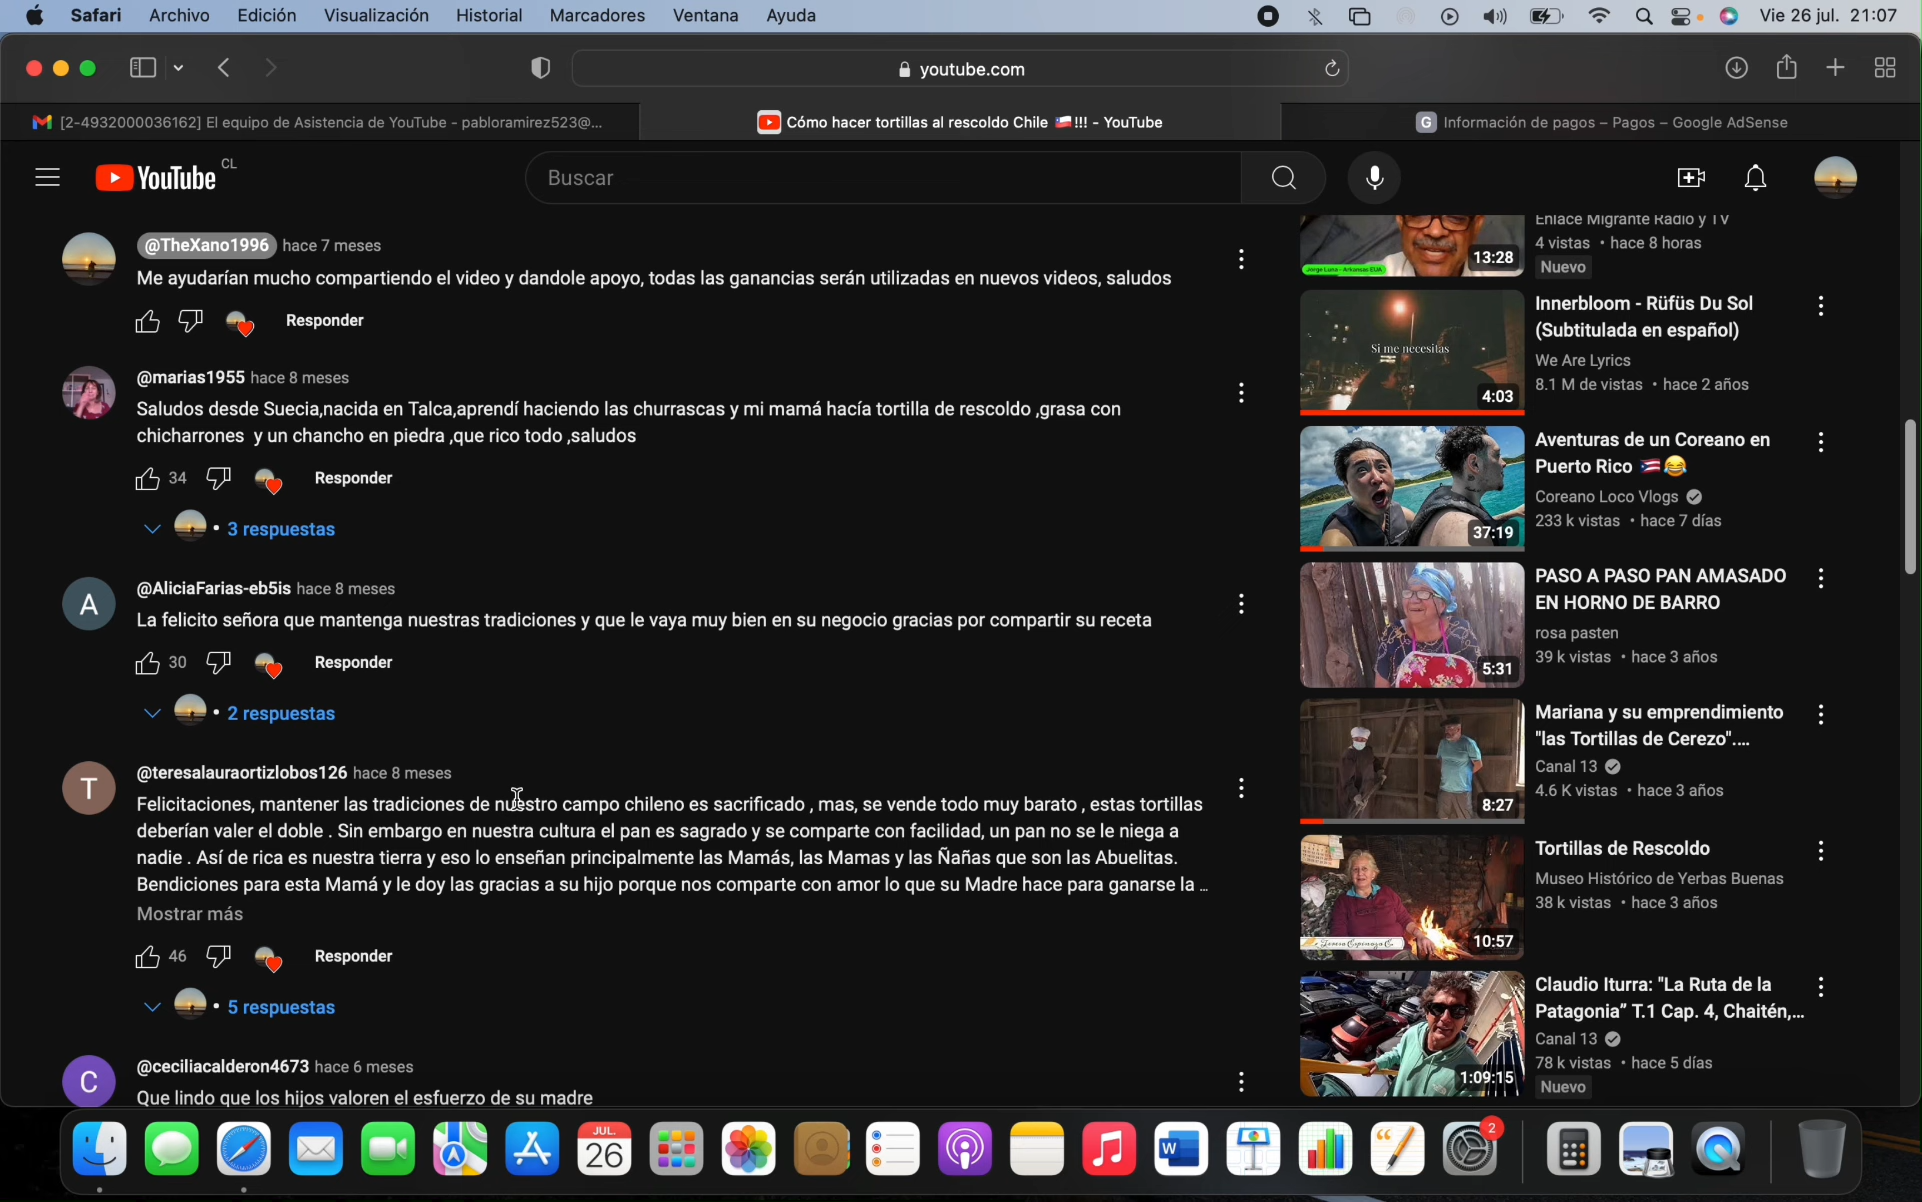 Safari Archivo Edición Visualización Historial Marcadores Ventana Ayuda
Vie 26 jul. 21:07
youtube.com
[2-4932000036162] El equipo de Asistencia de YouTube - pabloramirez523@...
Cómo hacer tortillas al rescoldo Chile 🇨🇱!!! - YouTube
G Información de pagos – Pagos – Google AdSense
YouTube CL
Buscar
@TheXano1996 hace 7 meses
Me ayudarían mucho compartiendo el video y dandole apoyo, todas las ganancias serán utilizadas en nuevos videos, saludos
Responder
@marias1955 hace 8 meses
Saludos desde Suecia,nacida en Talca,aprendí haciendo las churrascas y mi mamá hacía tortilla de rescoldo ,grasa con
chicharrones y un chancho en piedra ,que rico todo ,saludos
34 Responder
• 3 respuestas
A
@AliciaFarias-eb5is hace 8 meses
La felicito señora que mantenga nuestras tradiciones y que le vaya muy bien en su negocio gracias por compartir su receta
30 Responder
• 2 respuestas
T
@teresalauraortizlobos126 hace 8 meses
Felicitaciones, mantener las tradiciones de nuestro campo chileno es sacrificado , mas, se vende todo muy barato , estas tortillas
deberían valer el doble . Sin embargo en nuestra cultura el pan es sagrado y se comparte con facilidad, un pan no se le niega a
nadie . Así de rica es nuestra tierra y eso lo enseñan principalmente las Mamás, las Mamas y las Ñañas que son las Abuelitas.
Bendiciones para esta Mamá y le doy las gracias a su hijo porque nos comparte con amor lo que su Madre hace para ganarse la ...
Mostrar más
46 Responder
• 5 respuestas
C
@ceciliacalderon4673 hace 6 meses
Que lindo que los hijos valoren el esfuerzo de su madre
Jorge Luna - Arkansas EUA
13:28
Enlace Migrante Radio y TV
4 vistas • hace 8 horas
Nuevo
Si me necesitas
4:03
Innerbloom - Rüfüs Du Sol
(Subtitulada en español)
We Are Lyrics
8.1 M de vistas • hace 2 años
37:19
Aventuras de un Coreano en
Puerto Rico 🇵🇷😂
Coreano Loco Vlogs
233 k vistas • hace 7 días
5:31
PASO A PASO PAN AMASADO
EN HORNO DE BARRO
rosa pasten
39 k vistas • hace 3 años
8:27
Mariana y su emprendimiento
"las Tortillas de Cerezo"....
Canal 13
4.6 K vistas • hace 3 años
10:57
Tortillas de Rescoldo
Museo Histórico de Yerbas Buenas
38 k vistas • hace 3 años
1:09:15
Claudio Iturra: "La Ruta de la
Patagonia” T.1 Cap. 4, Chaitén,...
Canal 13
78 k vistas • hace 5 días
Nuevo
JUL.
26
W
2